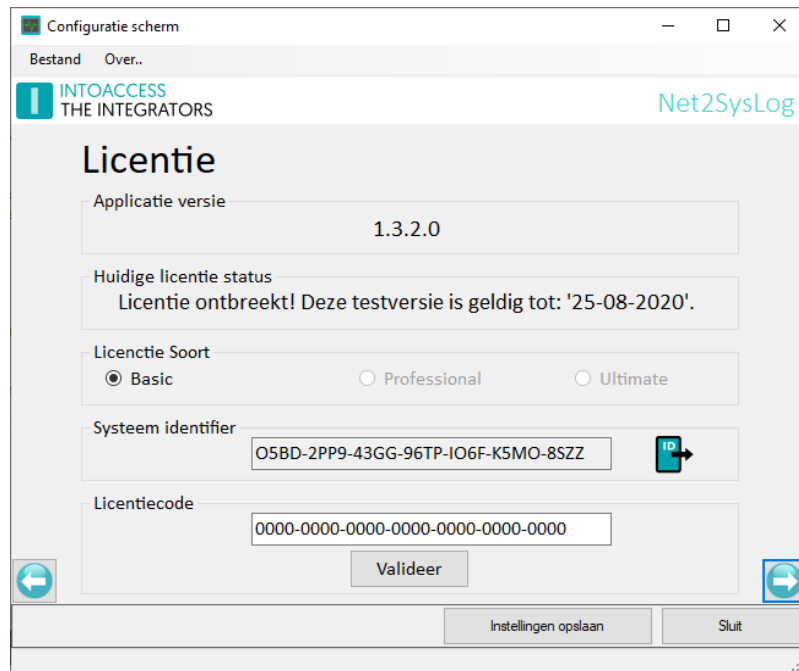 Configuratie scherm
Bestand Over..
INTOACCESS
THE INTEGRATORS
Net2SysLog
Licentie
Applicatie versie
1.3.2.0
Huidige licentie status
Licentie ontbreekt! Deze testversie is geldig tot: '25-08-2020'.
Licenctie Soort
Basic Professional Ultimate
Systeem identifier
O5BD-2PP9-43GG-96TP-IO6F-K5MO-8SZZ
ID
Licentiecode
0000-0000-0000-0000-0000-0000-0000
Valideer
Instellingen opslaan Sluit